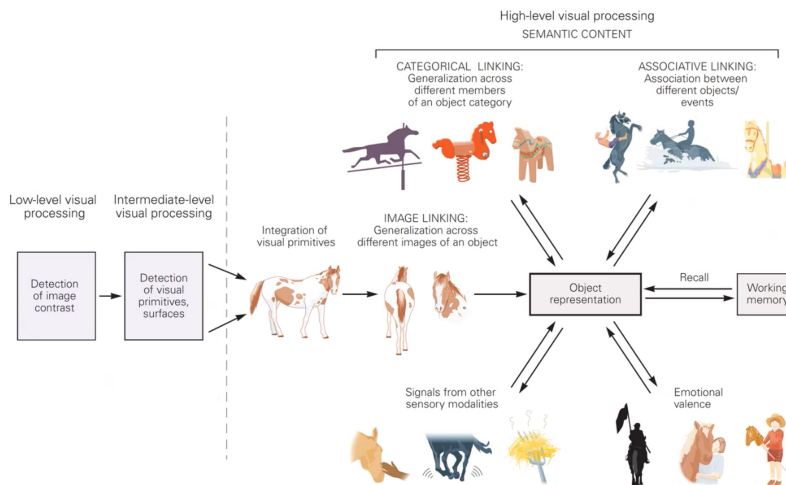 High-level visual processing
SEMANTIC CONTENT
CATEGORICAL LINKING:
Generalization across
different members
of an object category
ASSOCIATIVE LINKING:
Association between
different objects/
events
Low-level visual
processing
Intermediate-level
visual processing
Integration of
visual primitives
IMAGE LINKING:
Generalization across
different images of an object
Detection
of image
contrast
Detection
of visual
primitives,
surfaces
Object
representation
Recall
Working
memory
Signals from other
sensory modalities
Emotional
valence